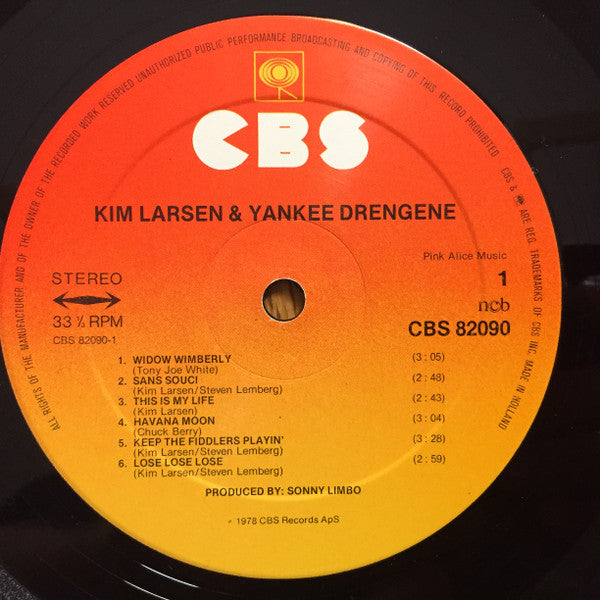 ALL RIGHTS OF THE MANUFACTURER AND OF THE OWNER OF THE RECORDED WORK RESERVED UNAUTHORIZED PUBLIC PERFORMANCE BROADCASTING AND COPYING OF THIS RECORD PROHIBITED
CBS & ARE REG. TRADEMARKS OF CBS INC. MADE IN HOLLAND
CBS
KIM LARSEN & YANKEE DRENGENE
Pink Alice Music
STEREO
1
ncb
33 ⅓ RPM
CBS 82090
CBS 82090-1
1. WIDOW WIMBERLY (3 : 05)
(Tony Joe White)
2. SANS SOUCI (2 : 48)
(Kim Larsen/Steven Lemberg)
3. THIS IS MY LIFE (2 : 43)
(Kim Larsen)
4. HAVANA MOON (3 : 04)
(Chuck Berry)
5. KEEP THE FIDDLERS PLAYIN' (3 : 28)
(Kim Larsen/Steven Lemberg)
6. LOSE LOSE LOSE (2 : 59)
(Kim Larsen/Steven Lemberg)
PRODUCED BY: SONNY LIMBO
℗ 1978 CBS Records ApS